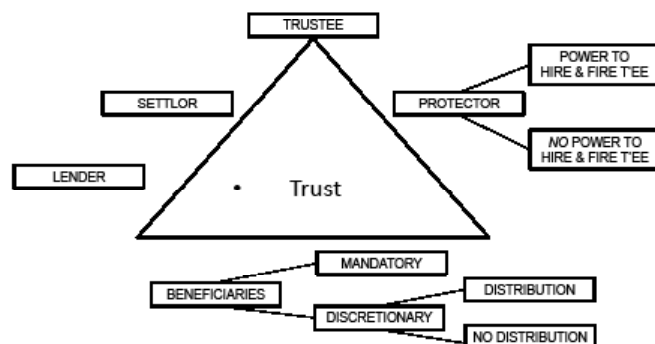 TRUSTEE
POWER TO
HIRE & FIRE T'EE
SETTLOR
PROTECTOR
NO POWER TO
HIRE & FIRE T'EE
LENDER
• Trust
MANDATORY
BENEFICIARIES
DISTRIBUTION
DISCRETIONARY
NO DISTRIBUTION